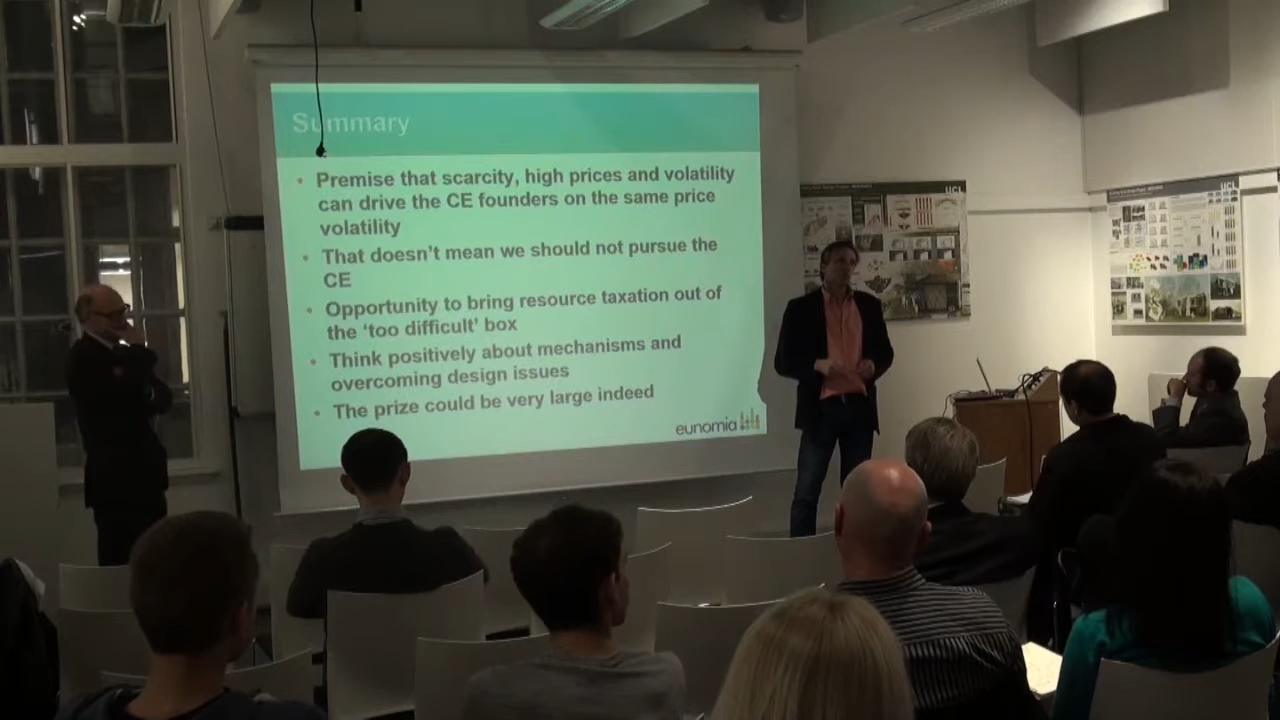 Summary
Premise that scarcity, high prices and volatility
can drive the CE founders on the same price
volatility
That doesn't mean we should not pursue the
CE
Opportunity to bring resource taxation out of
the 'too difficult' box
Think positively about mechanisms and
overcoming design issues
The prize could be very large indeed
eunomia
UCL
UCL